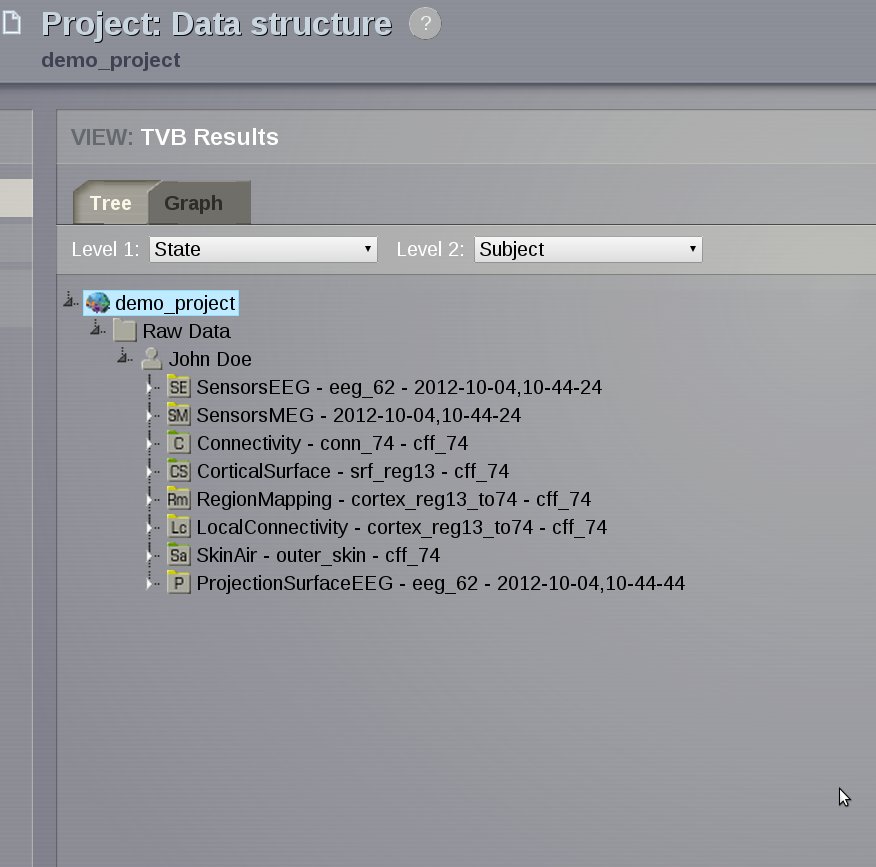 Project: Data structure ?
demo_project
VIEW: TVB Results
Tree Graph
Level 1: State Level 2: Subject
demo_project
Raw Data
John Doe
SE SensorsEEG - eeg_62 - 2012-10-04,10-44-24
SM SensorsMEG - 2012-10-04,10-44-24
C Connectivity - conn_74 - cff_74
CS CorticalSurface - srf_reg13 - cff_74
Rm RegionMapping - cortex_reg13_to74 - cff_74
Lc LocalConnectivity - cortex_reg13_to74 - cff_74
Sa SkinAir - outer_skin - cff_74
P ProjectionSurfaceEEG - eeg_62 - 2012-10-04,10-44-44